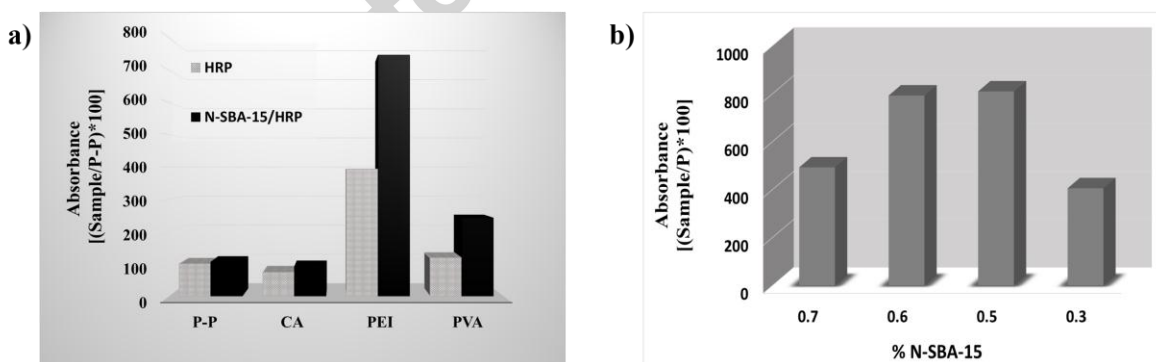 a)
Absorbance
[(Sample/P-P)*100]
800
700
600
500
400
300
200
100
0
HRP
N-SBA-15/HRP
P-P CA PEI PVA
b)
Absorbance
[(Sample/P)*100]
1000
800
600
400
200
0
0.7 0.6 0.5 0.3
% N-SBA-15